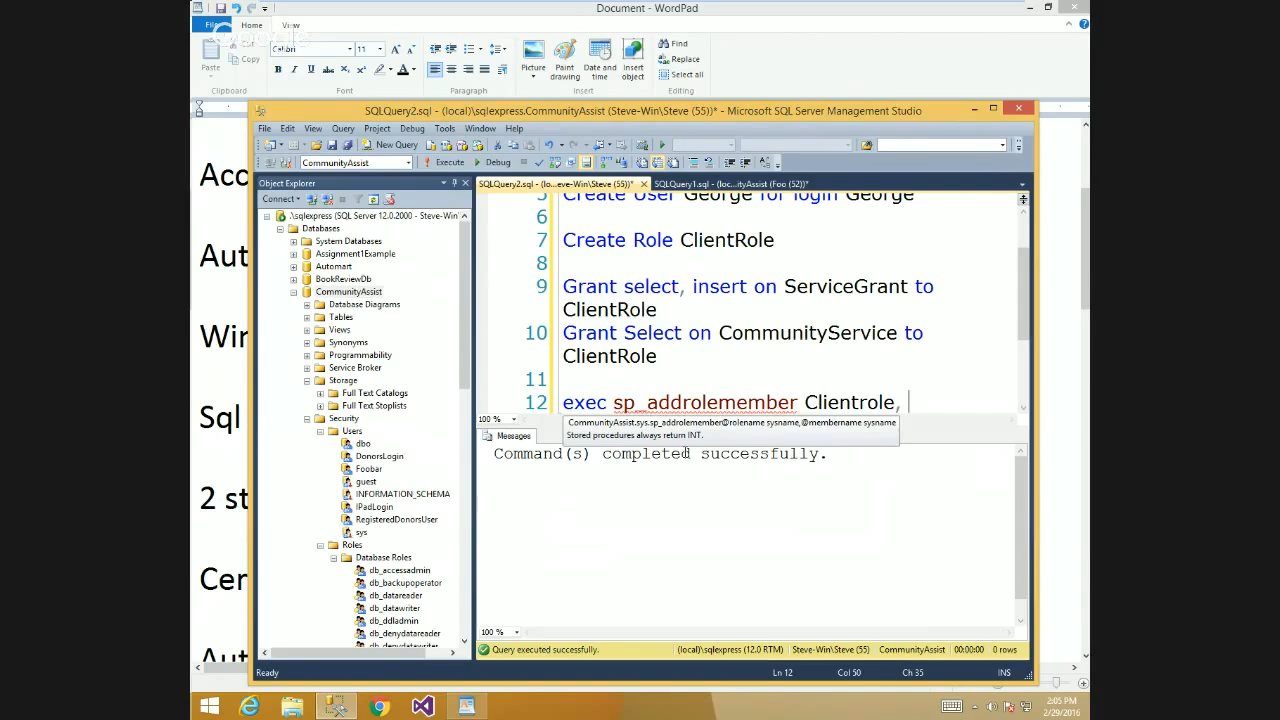 Document - WordPad
File
Home
View
Google
Cut
Copy
Paste
Clipboard
Calibri
11
Font
Paragraph
Picture
Paint drawing
Date and time
Insert object
Insert
Find
Replace
Select all
Editing
Acc
Aut
Win
Sql
2 st
Cer
Aut
SQLQuery2.sql - (local)\sqlexpress.CommunityAssist (Steve-Win\Steve (55))* - Microsoft SQL Server Management Studio
File Edit View Query Project Debug Tools Window Help
New Query
CommunityAssist
Execute
Debug
Object Explorer
Connect
.\sqlexpress (SQL Server 12.0.2000 - Steve-Win\
Databases
System Databases
Assignment1Example
Automart
BookReviewDb
CommunityAssist
Database Diagrams
Tables
Views
Synonyms
Programmability
Service Broker
Storage
Full Text Catalogs
Full Text Stoplists
Security
Users
dbo
DonorsLogin
Foobar
guest
INFORMATION_SCHEMA
IPadLogin
RegisteredDonorsUser
sys
Roles
Database Roles
db_accessadmin
db_backupoperator
db_datareader
db_datawriter
db_ddladmin
db_denydatareader
db_denydatawriter
SQLQuery2.sql - (lo...eve-Win\Steve (55))*
SQLQuery1.sql - (loc...ityAssist (Foo (52))*
5 Create User George for login George
6
7 Create Role ClientRole
8
9 Grant select, insert on ServiceGrant to
ClientRole
10 Grant Select on CommunityService to
ClientRole
11
12 exec sp_addrolemember Clientrole,
100 %
CommunityAssist.sys.sp_addrolemember@rolename sysname,@membername sysname
Stored procedures always return INT.
Messages
Command(s) completed successfully.
100 %
Query executed successfully.
(local)\sqlexpress (12.0 RTM)
Steve-Win\Steve (55)
CommunityAssist
00:00:00
0 rows
Ready
Ln 12
Col 50
Ch 35
INS
2:05 PM
2/29/2016